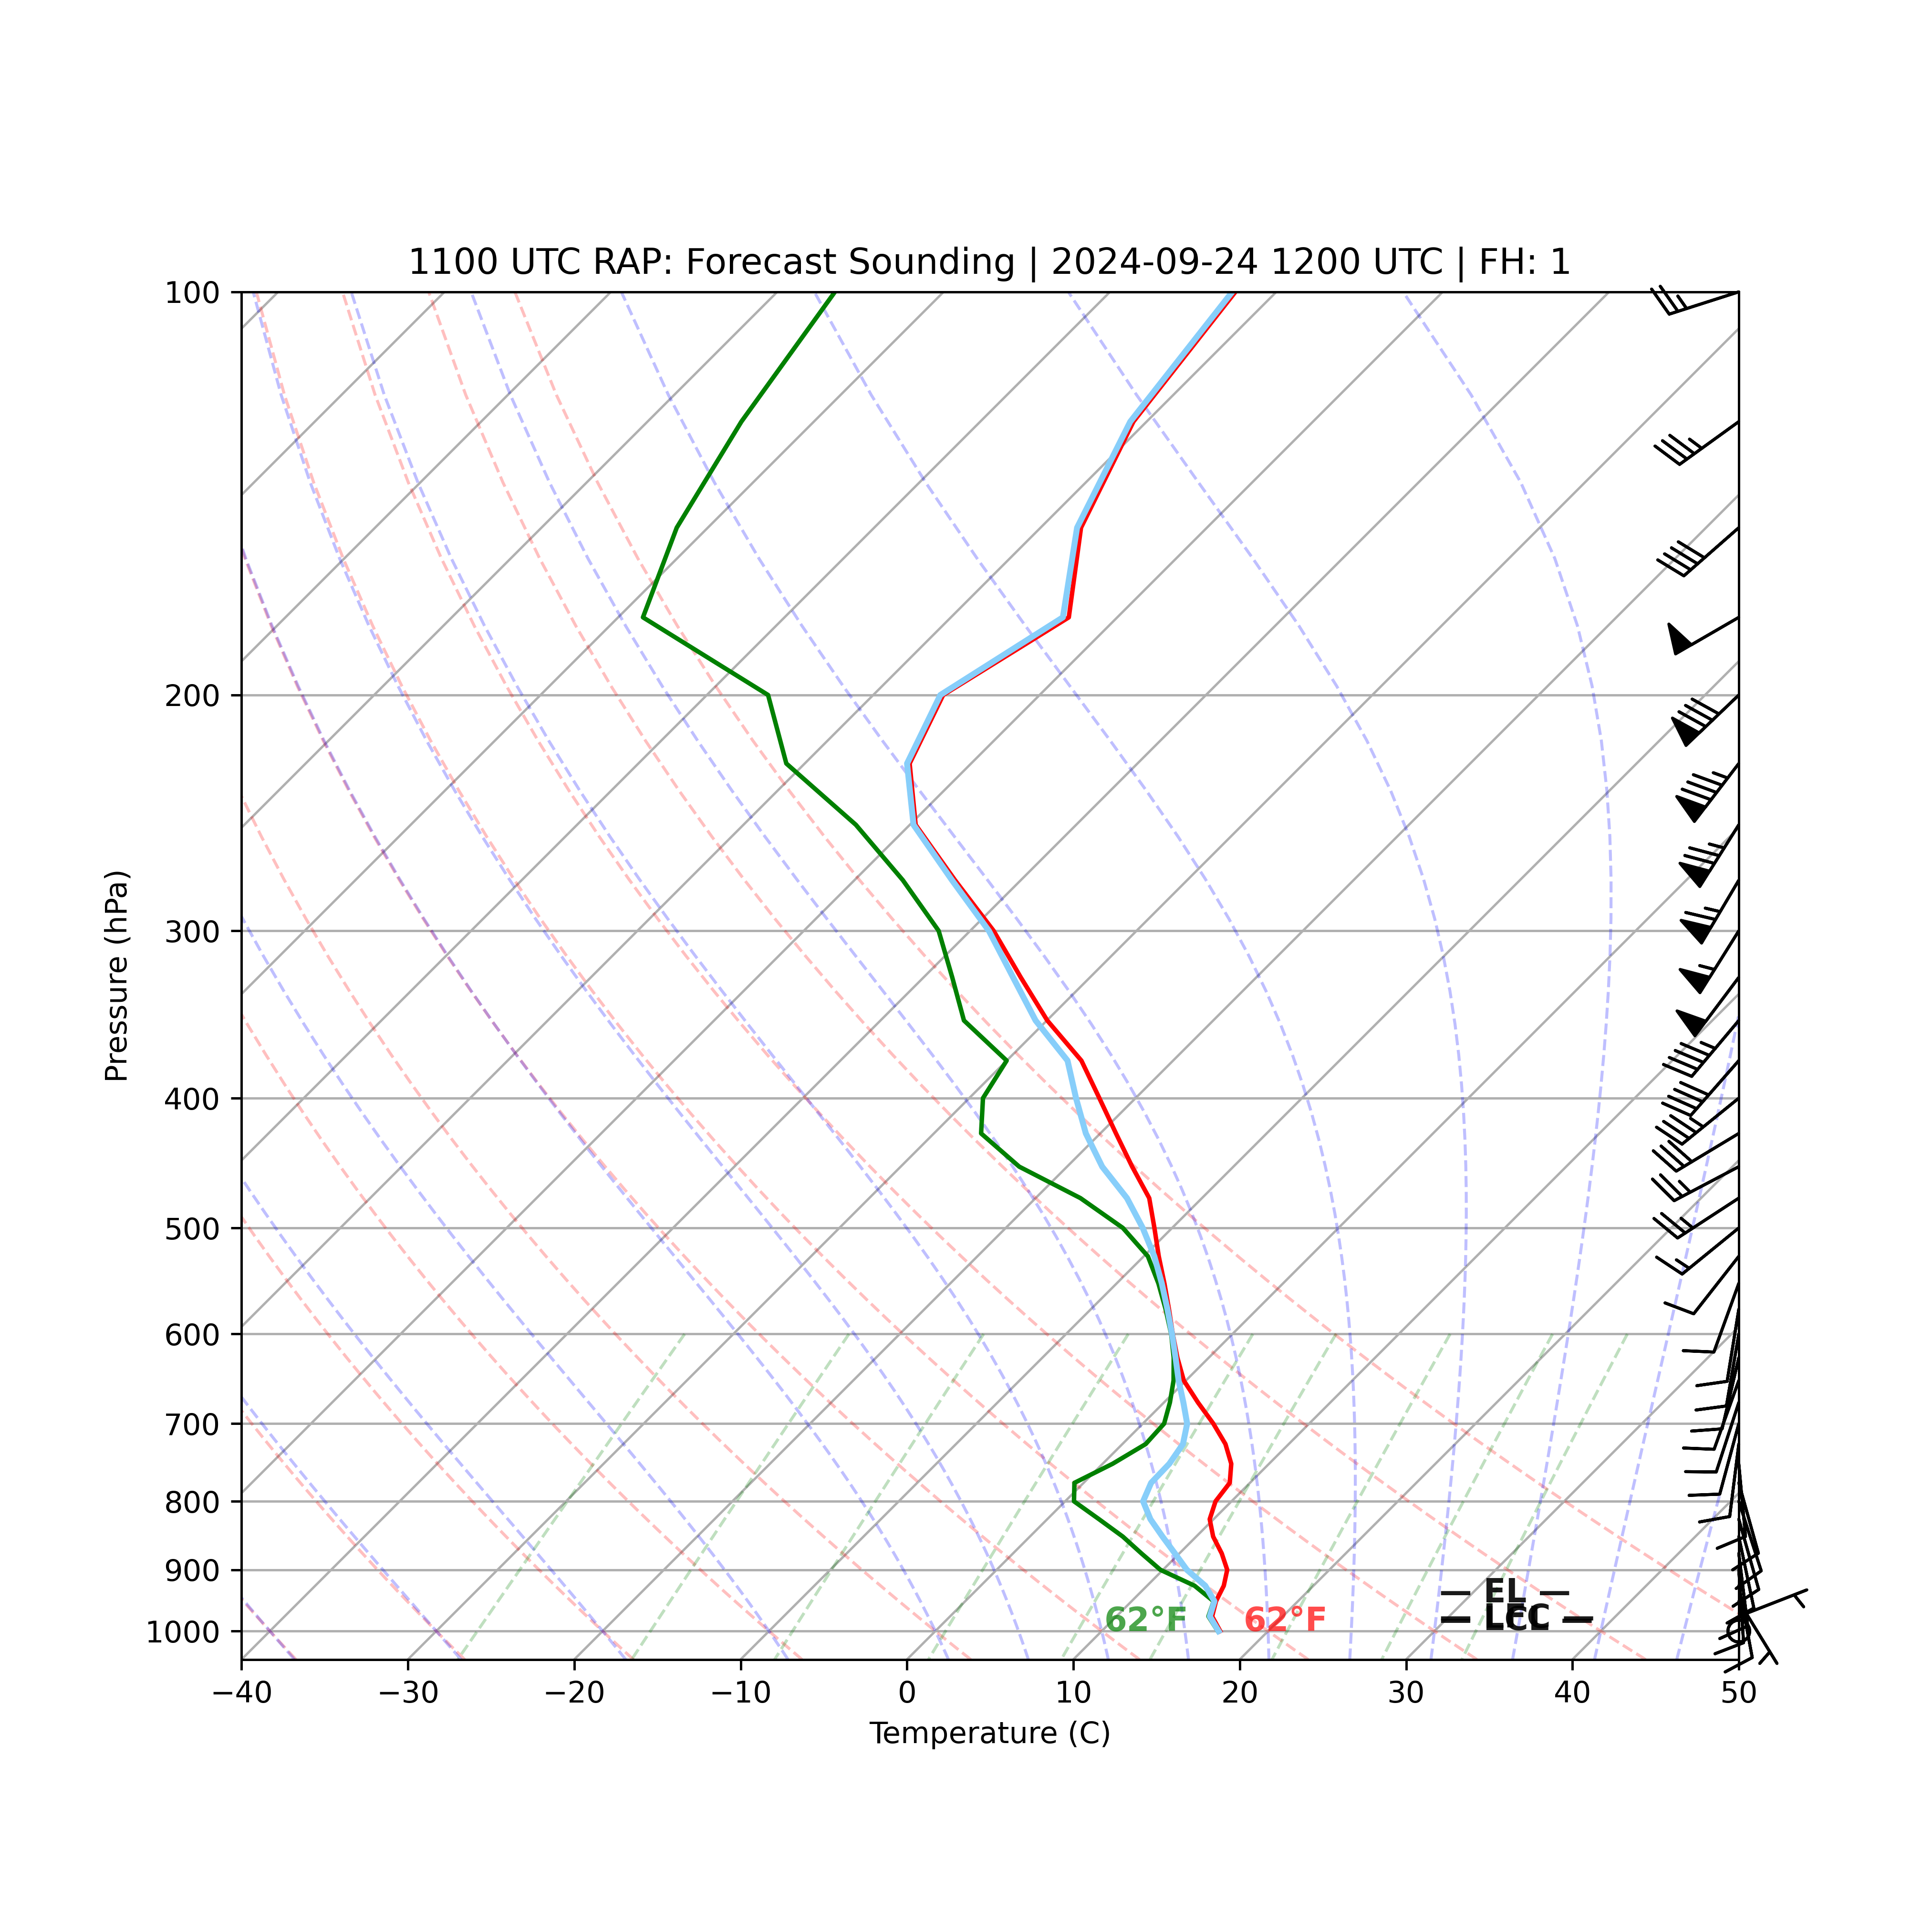 1100 UTC RAP: Forecast Sounding | 2024-09-24 1200 UTC | FH: 1
100
200
300
400
500
600
700
800
900
1000
Pressure (hPa)
62°F 62°F
— EL —
— LCL —
−40 −30 −20 −10 0 10 20 30 40 50
Temperature (C)